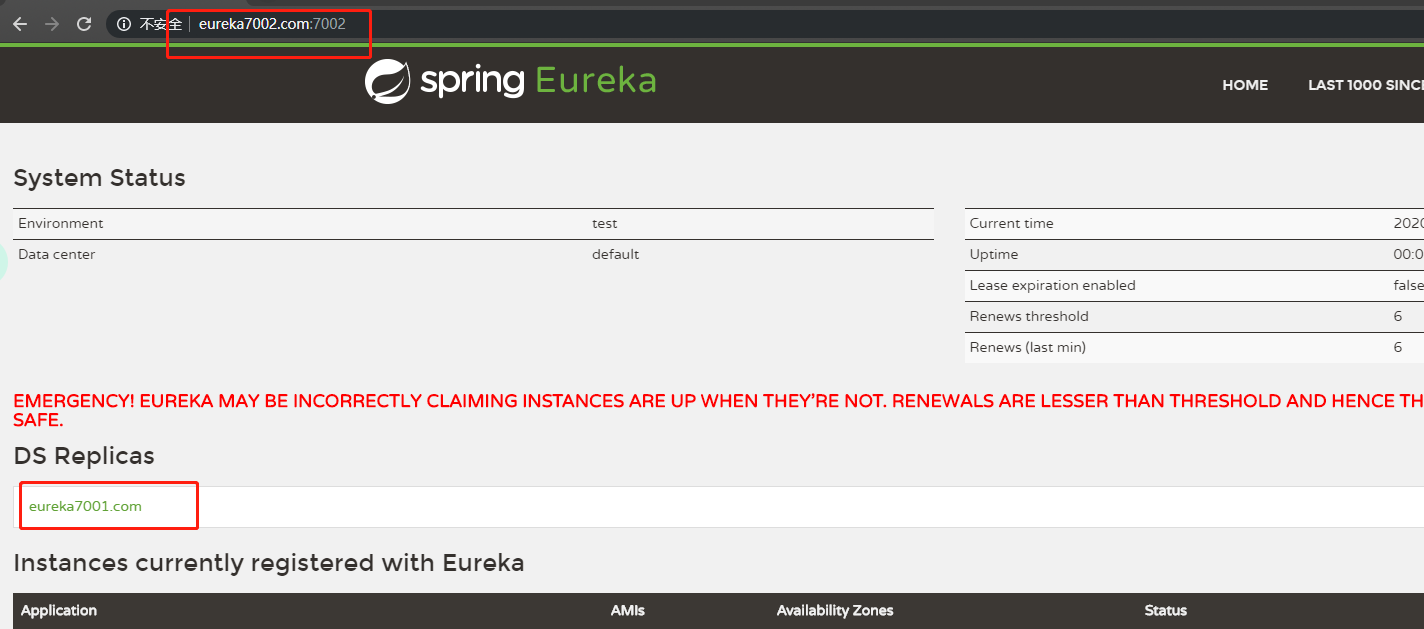 不安全 eureka7002.com:7002
spring Eureka
HOME LAST 1000 SINCE
System Status
Environment test
Data center default
Current time 2020
Uptime 00:0
Lease expiration enabled false
Renews threshold 6
Renews (last min) 6
EMERGENCY! EUREKA MAY BE INCORRECTLY CLAIMING INSTANCES ARE UP WHEN THEY'RE NOT. RENEWALS ARE LESSER THAN THRESHOLD AND HENCE TH
SAFE.
DS Replicas
eureka7001.com
Instances currently registered with Eureka
Application AMIs Availability Zones Status